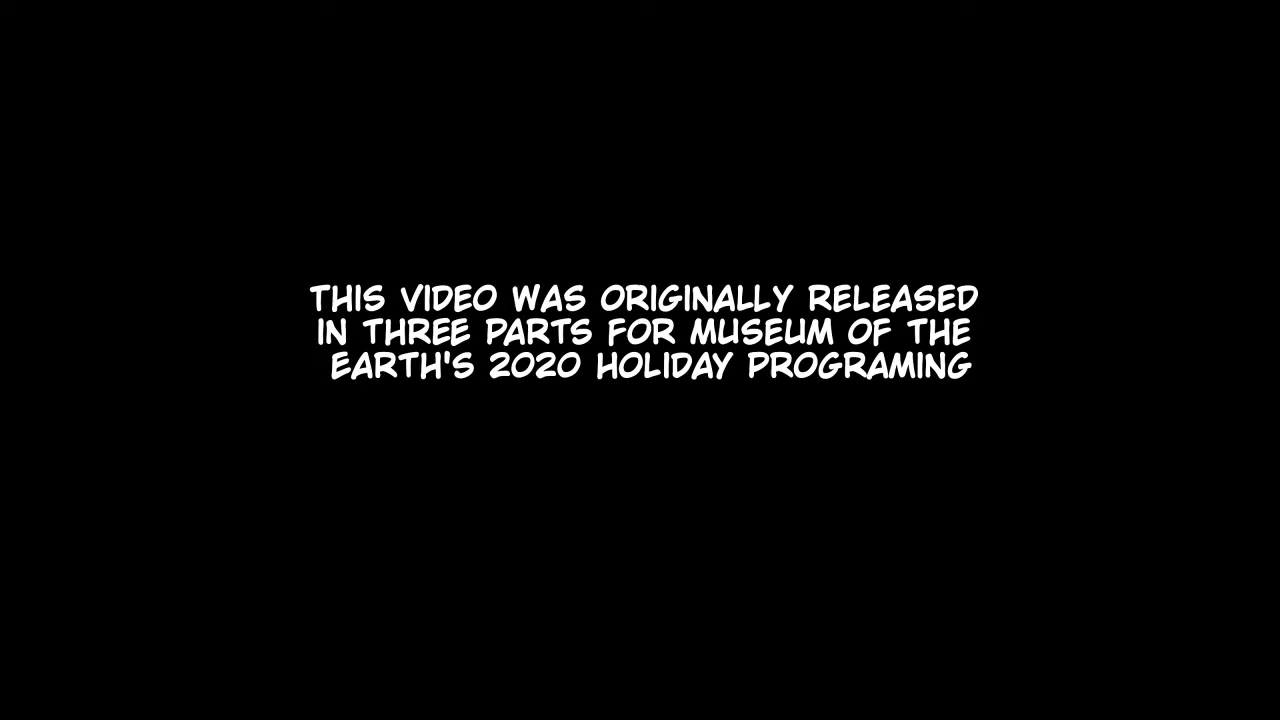 THIS VIDEO WAS ORIGINALLY RELEASED
IN THREE PARTS FOR MUSEUM OF THE
EARTH'S 2020 HOLIDAY PROGRAMING